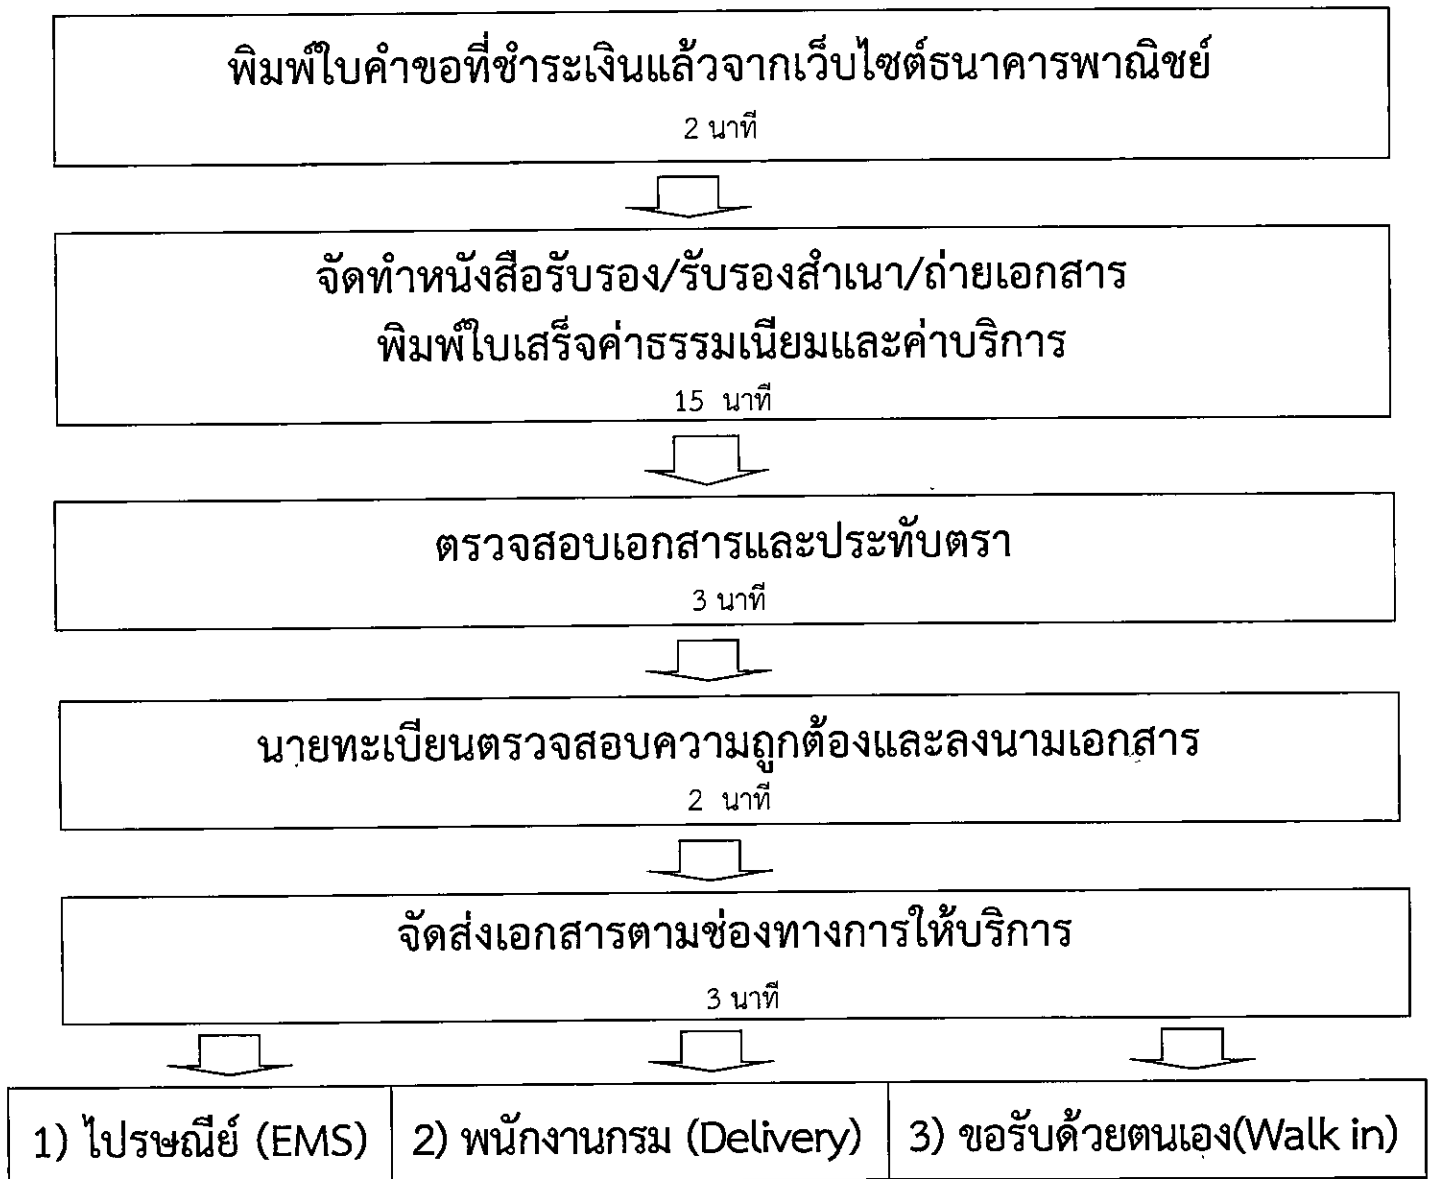 พิมพ์ใบคำขอที่ชำระเงินแล้วจากเว็บไซต์ธนาคารพาณิชย์
2 นาที
จัดทำหนังสือรับรอง/รับรองสำเนา/ถ่ายเอกสาร
พิมพ์ใบเสร็จค่าธรรมเนียมและค่าบริการ
15 นาที
ตรวจสอบเอกสารและประทับตรา
3 นาที
นายทะเบียนตรวจสอบความถูกต้องและลงนามเอกสาร
2 นาที
จัดส่งเอกสารตามช่องทางการให้บริการ
3 นาที
1) ไปรษณีย์ (EMS) 2) พนักงานกรม (Delivery) 3) ขอรับด้วยตนเอง(Walk in)